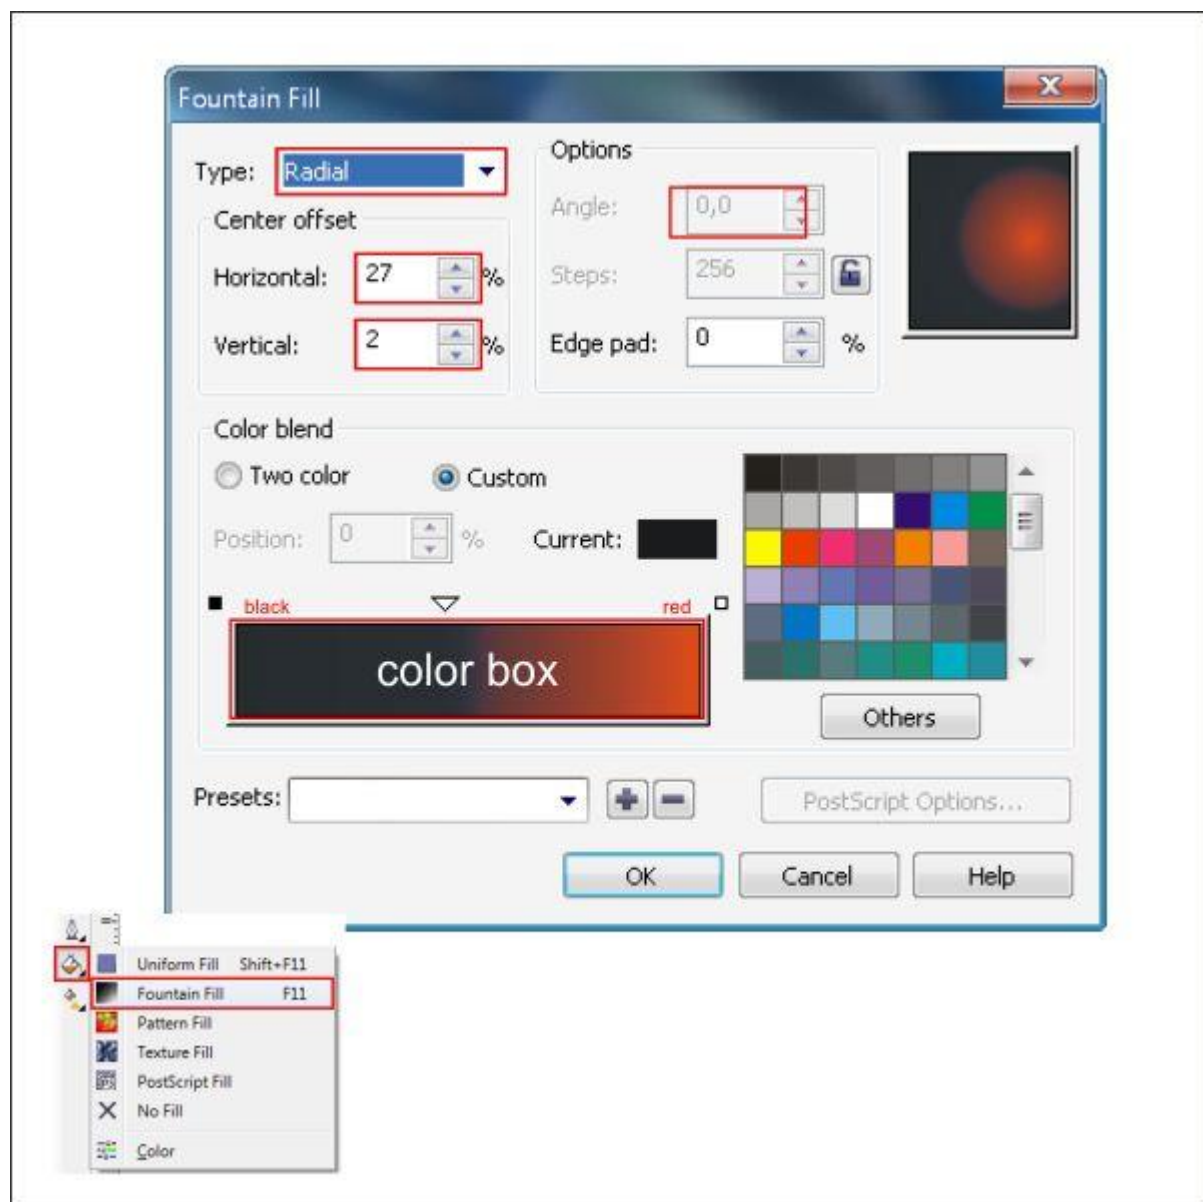 Fountain Fill
Type: Radial
Options
Center offset
Angle: 0,0
Horizontal: 27 %
Steps: 256
Vertical: 2 %
Edge pad: 0 %
Color blend
Two color Custom
Position: 0 % Current:
black red
color box
Others
Presets: PostScript Options...
OK Cancel Help
Uniform Fill Shift+F11
Fountain Fill F11
Pattern Fill
Texture Fill
PostScript Fill
No Fill
Color